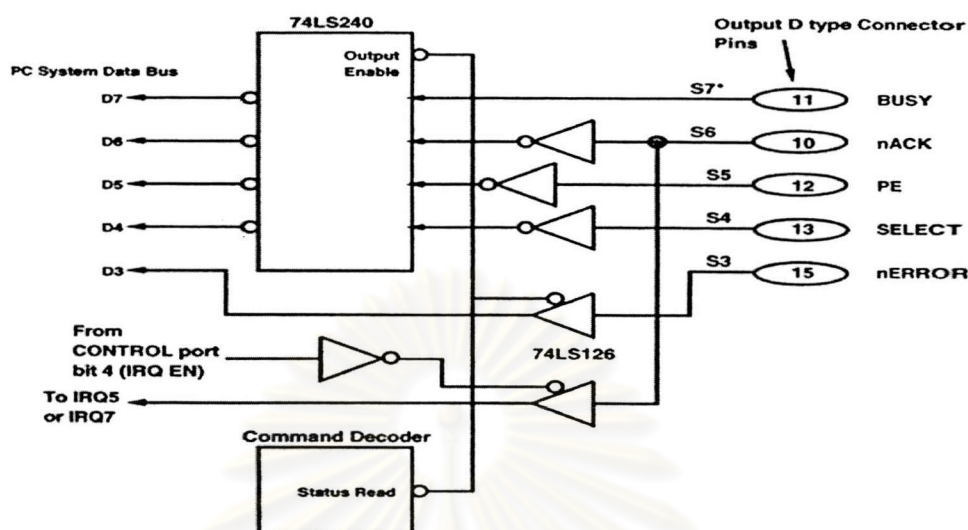 74LS240
Output D type Connector
Pins
Output
Enable
PC System Data Bus
D7
S7*
11
BUSY
D6
S6
10
nACK
D5
S5
12
PE
D4
S4
13
SELECT
D3
S3
15
nERROR
From
CONTROL port
bit 4 (IRQ EN)
74LS126
To IRQ5
or IRQ7
Command Decoder
Status Read